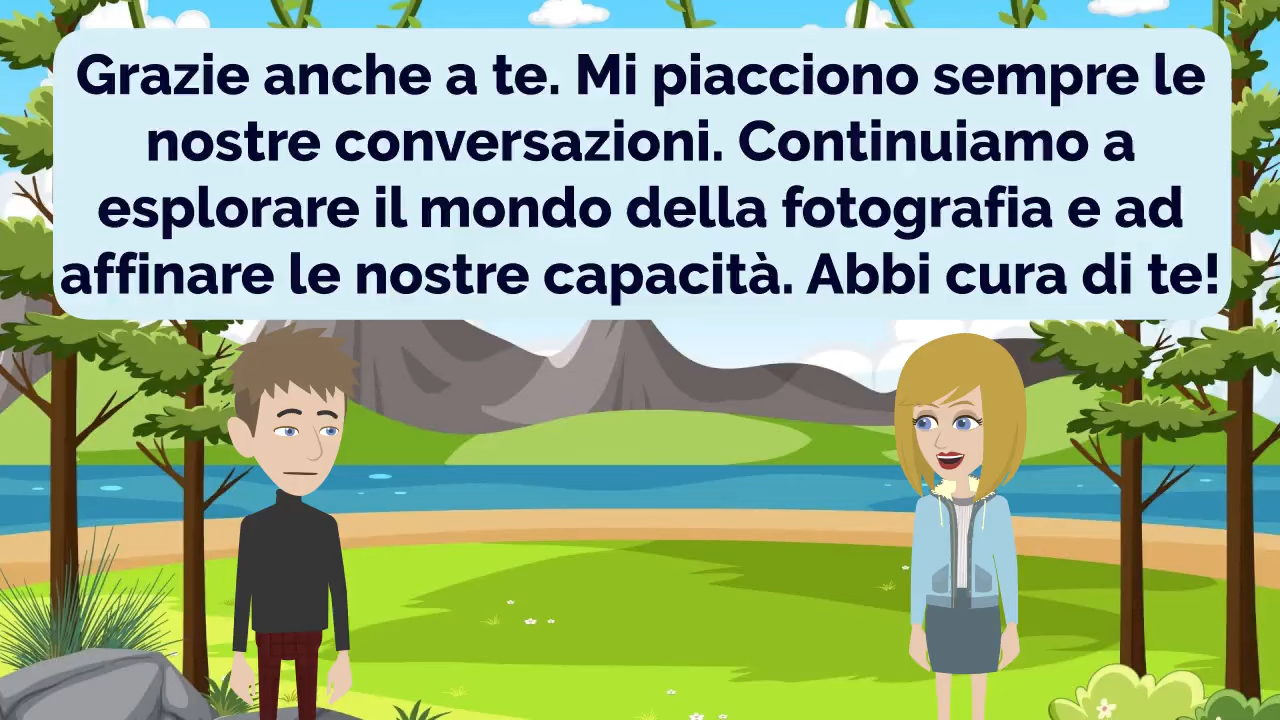 Grazie anche a te. Mi piacciono sempre le
nostre conversazioni. Continuiamo a
esplorare il mondo della fotografia e ad
affinare le nostre capacità. Abbi cura di te!